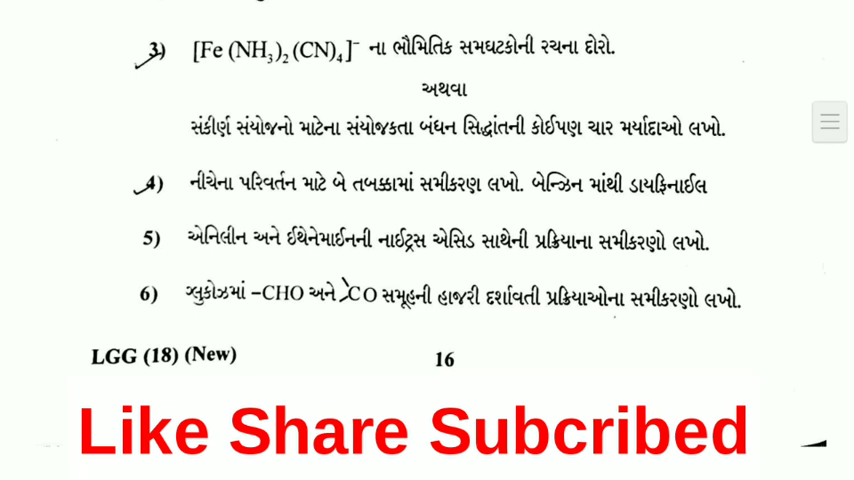 3) [Fe (NH₃)₂ (CN)₄]⁻ ના ભૌમિતિક સમઘટકોની રચના દોરો.
અથવા
સંકીર્ણ સંયોજનો માટેના સંયોજકતા બંધન સિદ્ધાંતની કોઈપણ ચાર મર્યાદાઓ લખો.
4) નીચેના પરિવર્તન માટે બે તબક્કામાં સમીકરણ લખો. બેન્ઝિન માંથી ડાયફિનાઈલ
5) એનિલીન અને ઈથેનેમાઈનની નાઈટ્રસ એસિડ સાથેની પ્રક્રિયાના સમીકરણો લખો.
6) ગ્લુકોઝમાં –CHO અને >CO સમૂહની હાજરી દર્શાવતી પ્રક્રિયાઓના સમીકરણો લખો.
LGG (18) (New) 16
Like Share Subcribed